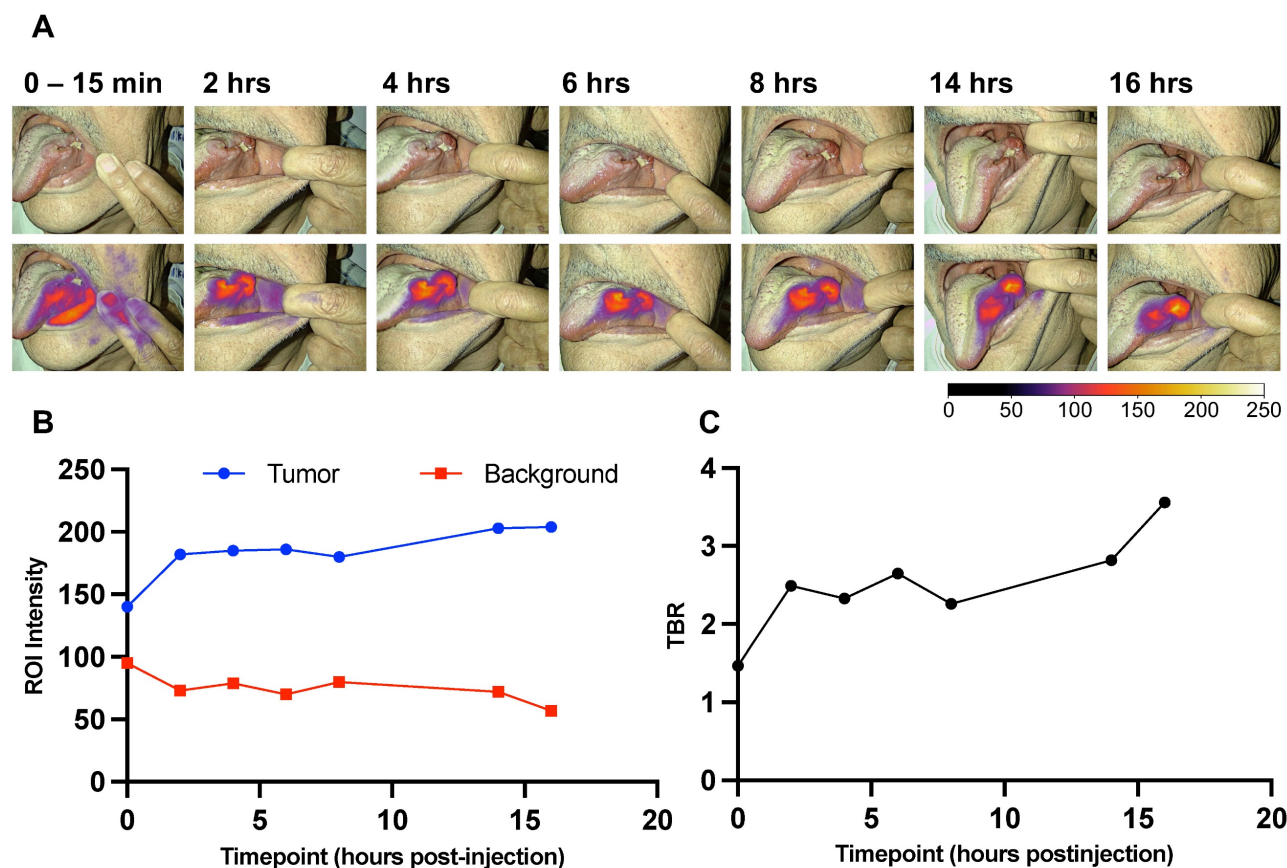 A
0 – 15 min 2 hrs 4 hrs 6 hrs 8 hrs 14 hrs 16 hrs
0 50 100 150 200 250
B
Tumor Background
250
200
150
100
50
0
ROI Intensity
0 5 10 15 20
Timepoint (hours post-injection)
C
4
3
2
1
0
TBR
0 5 10 15 20
Timepoint (hours postinjection)